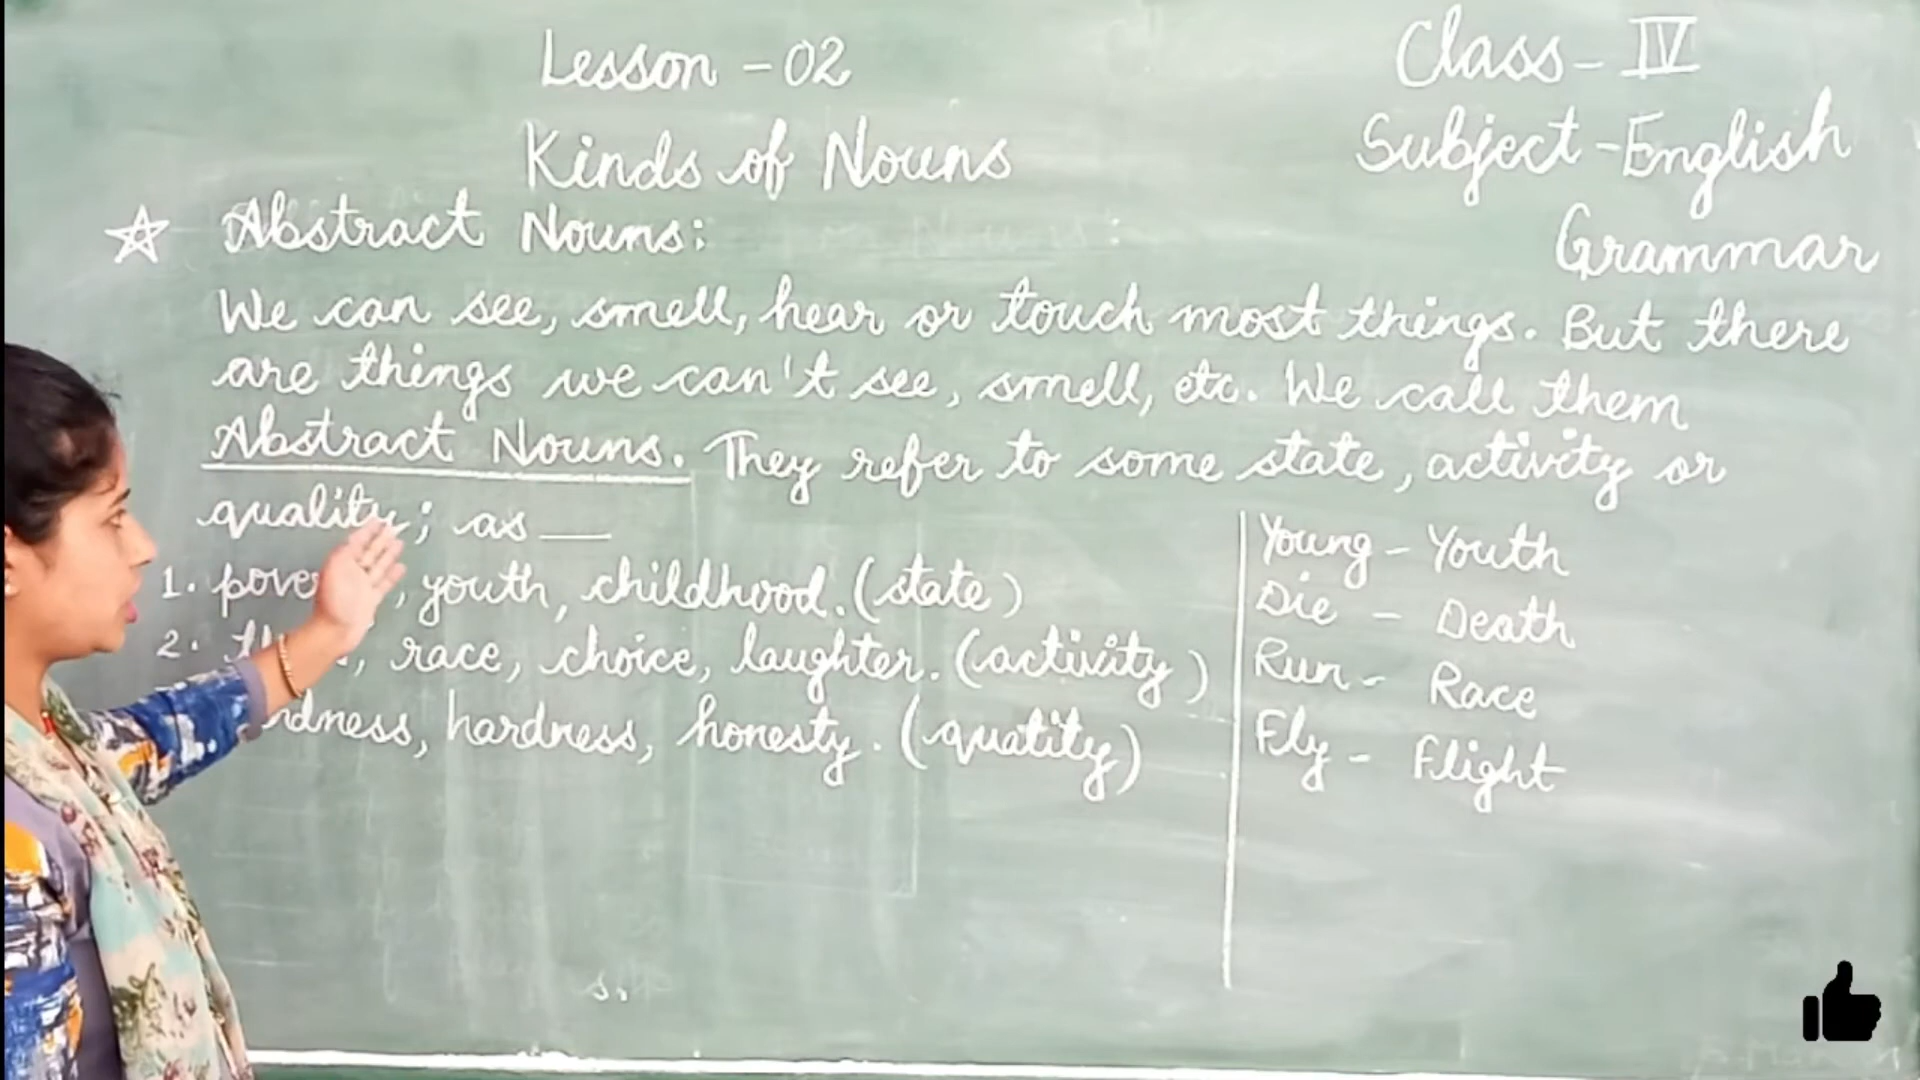 Lesson - 02
Class - IV
Kinds of Nouns
Subject - English
Grammar
Abstract Nouns:
We can see, smell, hear or touch most things. But there
are things we can't see, smell, etc. We call them
Abstract Nouns. They refer to some state, activity or
quality; as __
1. , youth, childhood. (state)
2. , race, choice, laughter. (activity)
hardness, honesty. (quatity)
Young - Youth
Die - Death
Run - Race
Fly - Flight
s.